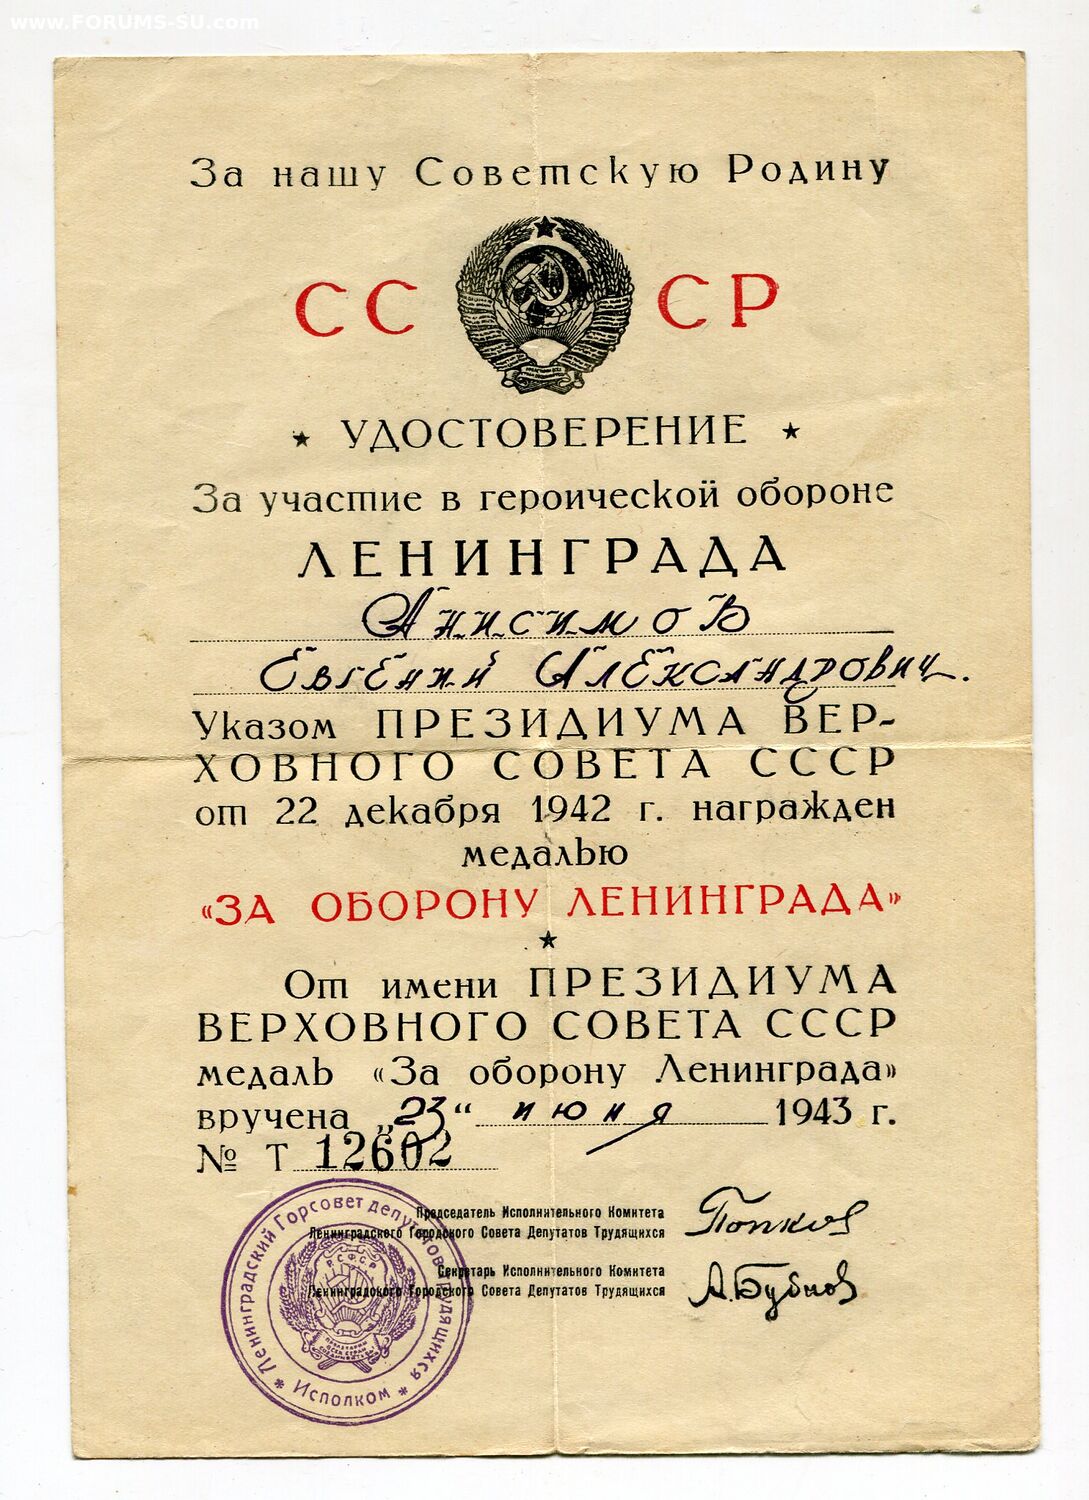 www.FORUMS-SU.com
За нашу Советскую Родину
СС СР
УДОСТОВЕРЕНИЕ
За участие в героической обороне
ЛЕНИНГРАДА
Анисимов
Евгений Александрович.
Указом ПРЕЗИДИУМА ВЕР-
ХОВНОГО СОВЕТА СССР
от 22 декабря 1942 г. награжден
медалью
«ЗА ОБОРОНУ ЛЕНИНГРАДА»
От имени ПРЕЗИДИУМА
ВЕРХОВНОГО СОВЕТА СССР
медаль «За оборону Ленинграда»
вручена „23“ июня 1943 г.
№ Т 12602
Председатель Исполнительного Комитета
Ленинградского Городского Совета Депутатов Трудящихся
Попков
Секретарь Исполнительного Комитета
Ленинградского Городского Совета Депутатов Трудящихся
А.Бубнов
Ленинградский Горсовет депутатов трудящихся
* Исполком *
РСФСР